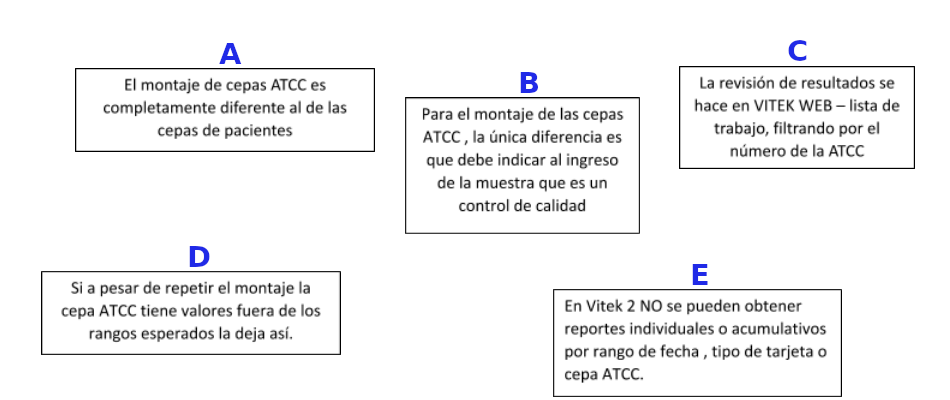 A
El montaje de cepas ATCC es
completamente diferente al de las
cepas de pacientes
B
Para el montaje de las cepas
ATCC , la única diferencia es
que debe indicar al ingreso
de la muestra que es un
control de calidad
C
La revisión de resultados se
hace en VITEK WEB – lista de
trabajo, filtrando por el
número de la ATCC
D
Si a pesar de repetir el montaje la
cepa ATCC tiene valores fuera de los
rangos esperados la deja así.
E
En Vitek 2 NO se pueden obtener
reportes individuales o acumulativos
por rango de fecha , tipo de tarjeta o
cepa ATCC.